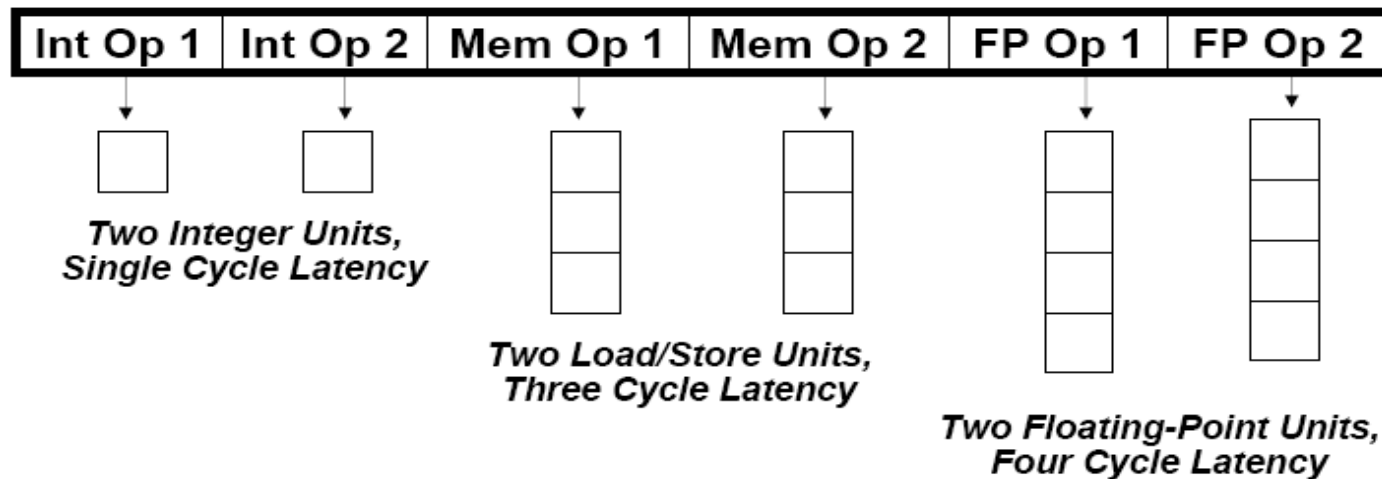 Int Op 1 Int Op 2 Mem Op 1 Mem Op 2 FP Op 1 FP Op 2
Two Integer Units,
Single Cycle Latency
Two Load/Store Units,
Three Cycle Latency
Two Floating-Point Units,
Four Cycle Latency